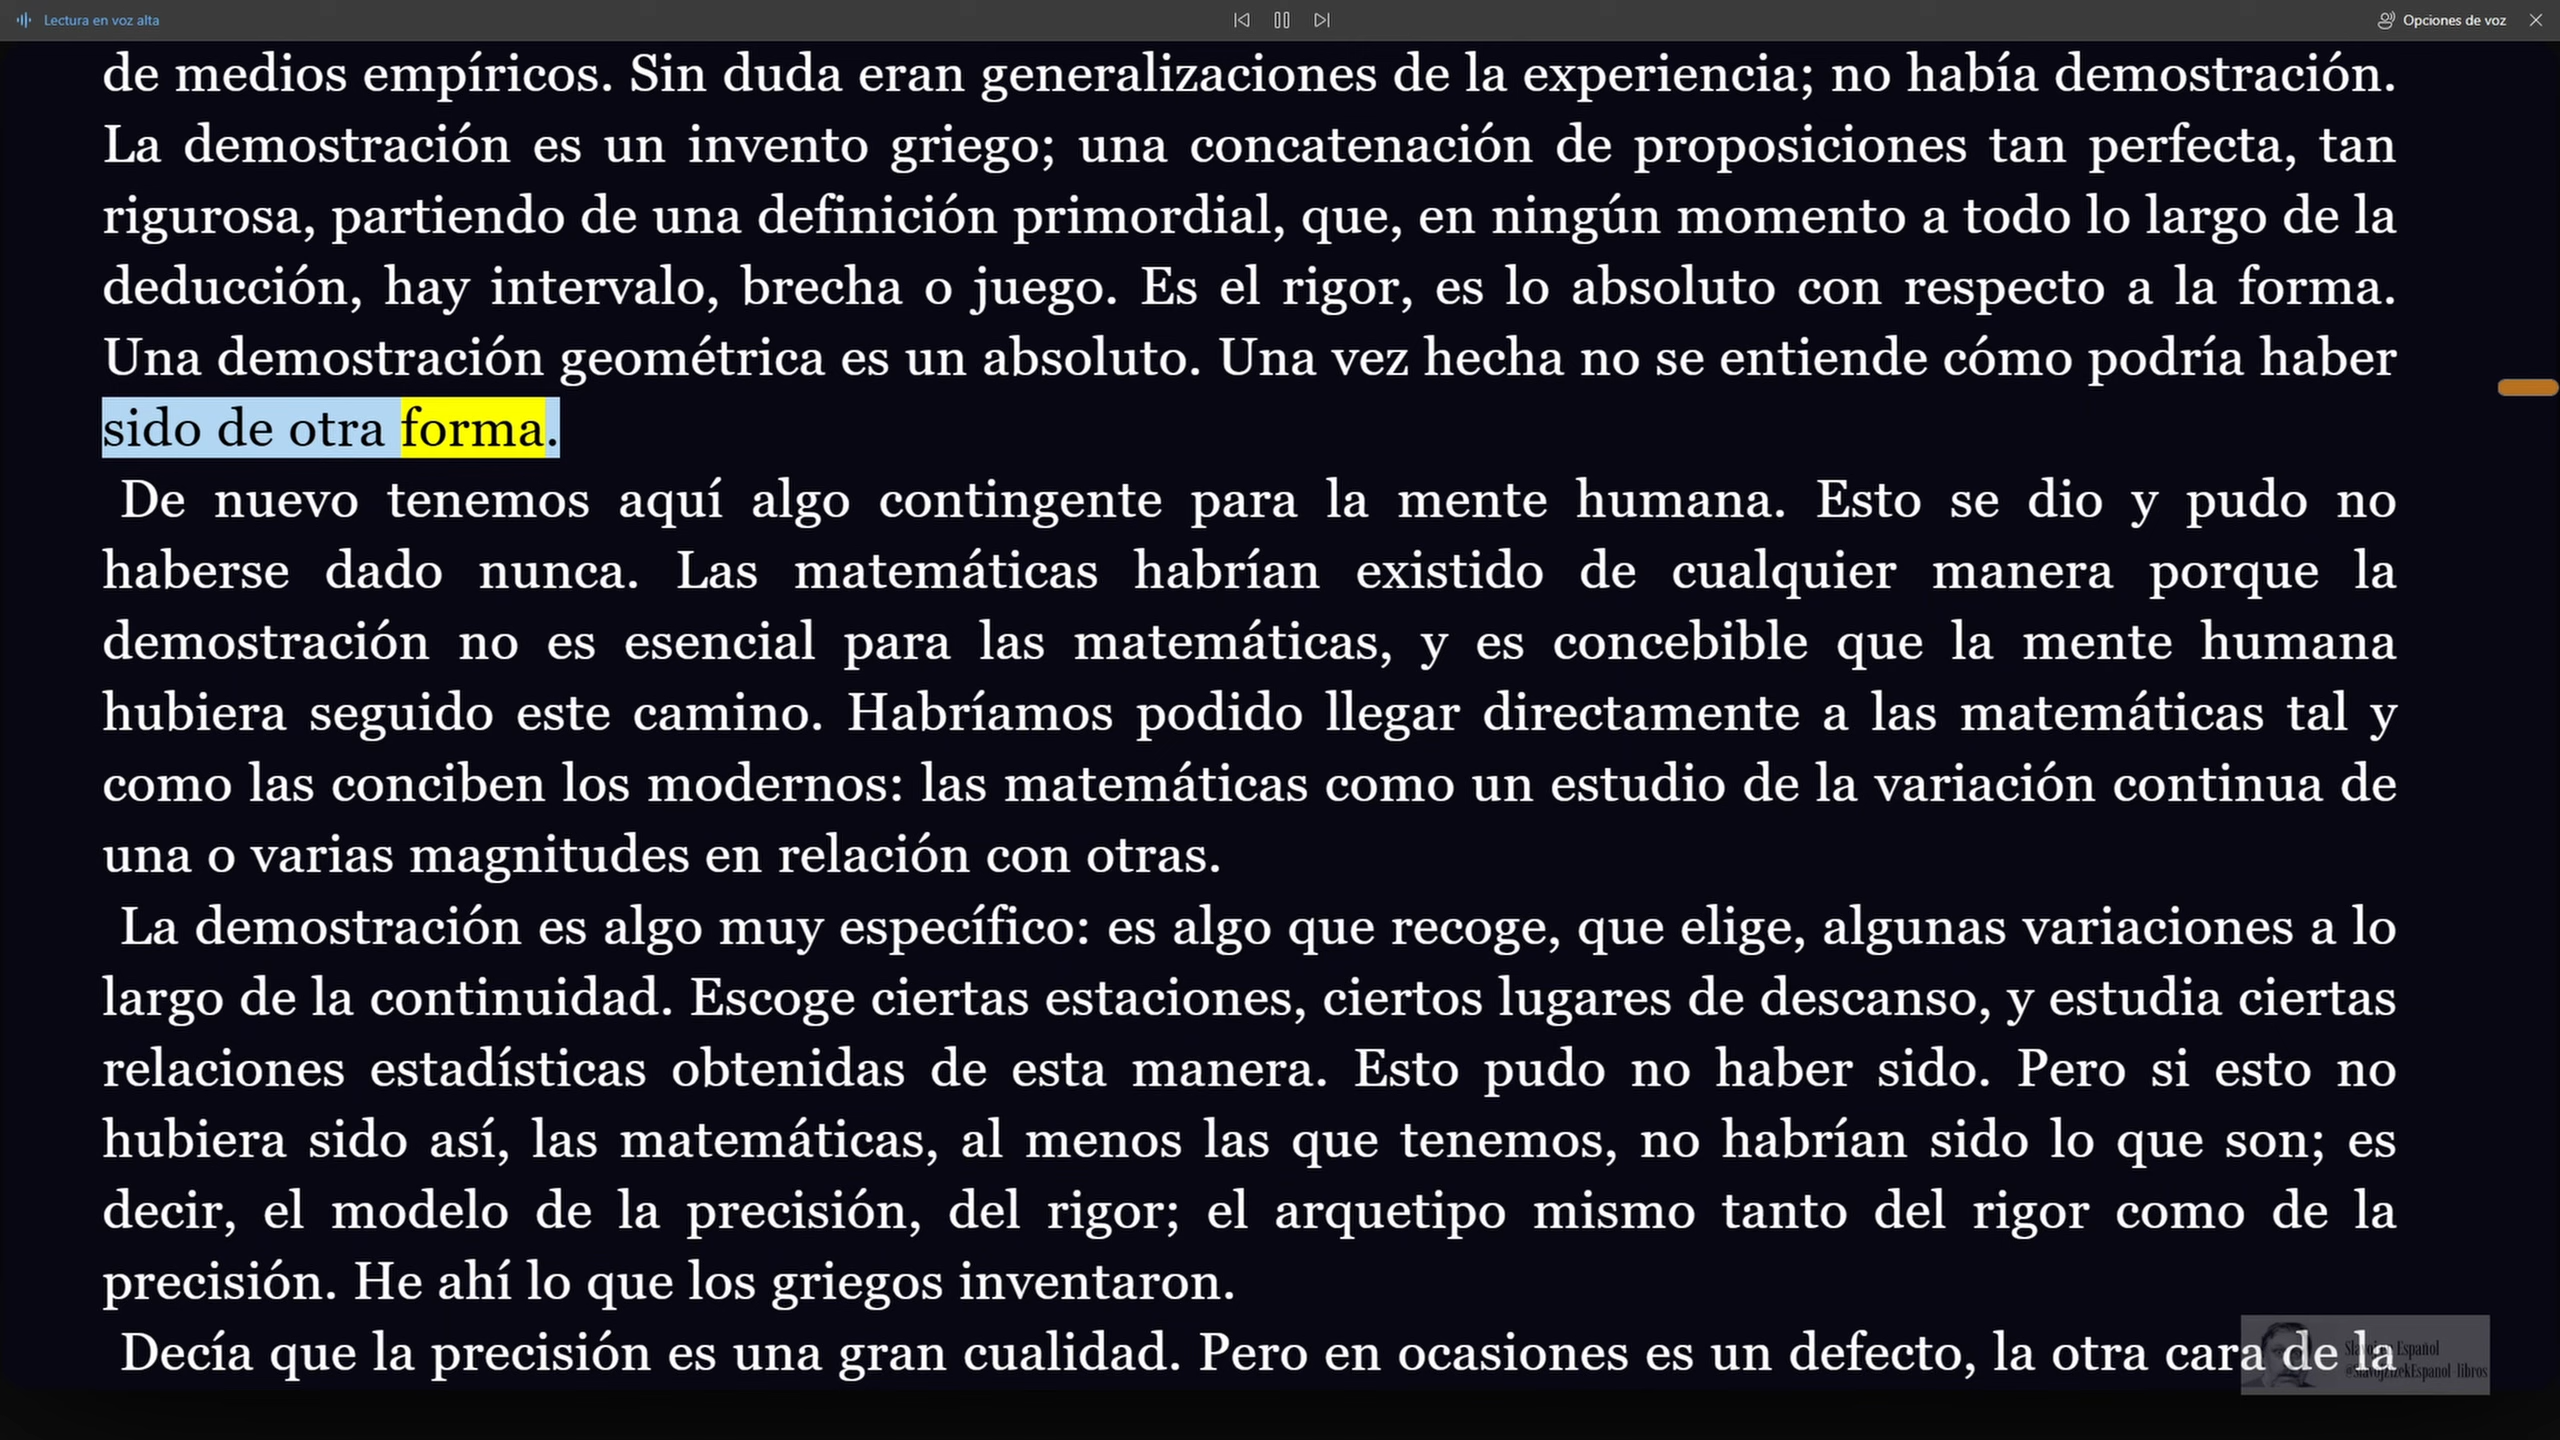 Lectura en voz alta
Opciones de voz
de medios empíricos. Sin duda eran generalizaciones de la experiencia; no había demostración.
La demostración es un invento griego; una concatenación de proposiciones tan perfecta, tan
rigurosa, partiendo de una definición primordial, que, en ningún momento a todo lo largo de la
deducción, hay intervalo, brecha o juego. Es el rigor, es lo absoluto con respecto a la forma.
Una demostración geométrica es un absoluto. Una vez hecha no se entiende cómo podría haber
sido de otra forma.
De nuevo tenemos aquí algo contingente para la mente humana. Esto se dio y pudo no
haberse dado nunca. Las matemáticas habrían existido de cualquier manera porque la
demostración no es esencial para las matemáticas, y es concebible que la mente humana
hubiera seguido este camino. Habríamos podido llegar directamente a las matemáticas tal y
como las conciben los modernos: las matemáticas como un estudio de la variación continua de
una o varias magnitudes en relación con otras.
La demostración es algo muy específico: es algo que recoge, que elige, algunas variaciones a lo
largo de la continuidad. Escoge ciertas estaciones, ciertos lugares de descanso, y estudia ciertas
relaciones estadísticas obtenidas de esta manera. Esto pudo no haber sido. Pero si esto no
hubiera sido así, las matemáticas, al menos las que tenemos, no habrían sido lo que son; es
decir, el modelo de la precisión, del rigor; el arquetipo mismo tanto del rigor como de la
precisión. He ahí lo que los griegos inventaron.
Decía que la precisión es una gran cualidad. Pero en ocasiones es un defecto, la otra cara de la
Español
@SlavojZizekEspanol-libros